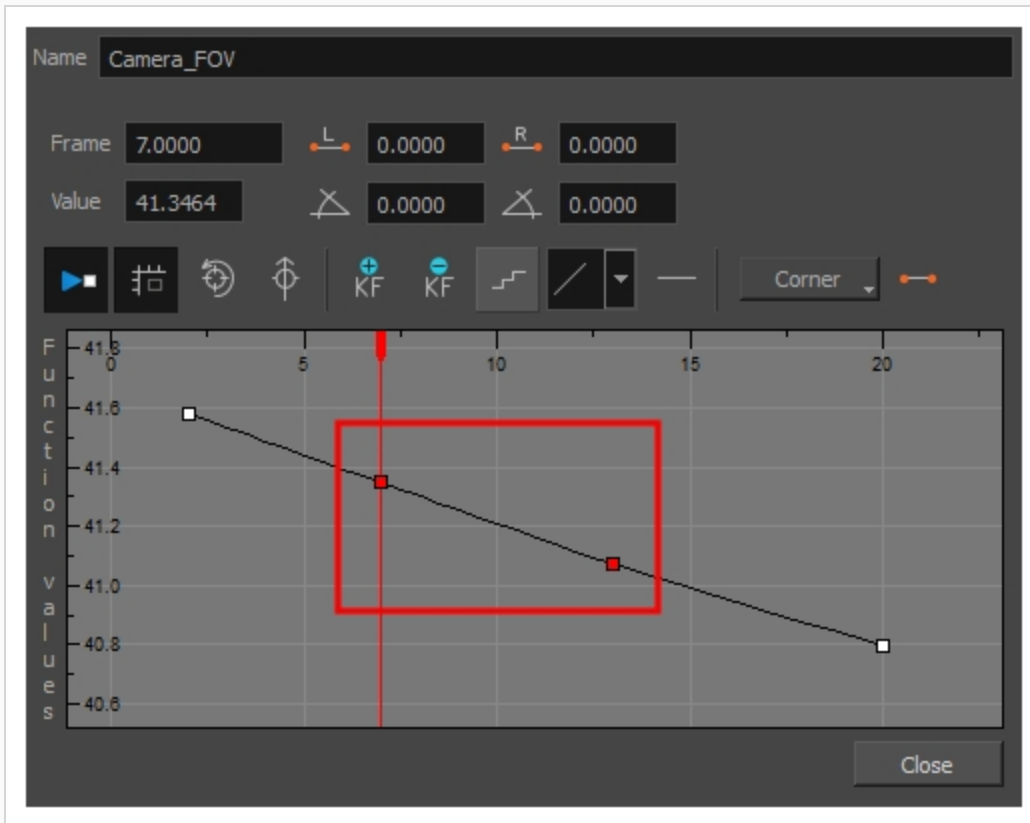 Name Camera_FOV
Frame 7.0000 L 0.0000 R 0.0000
Value 41.3464 0.0000 0.0000
KF KF Corner
Function values
41.8
0 5 10 15 20
41.6
41.4
41.2
41.0
40.8
40.6
Close